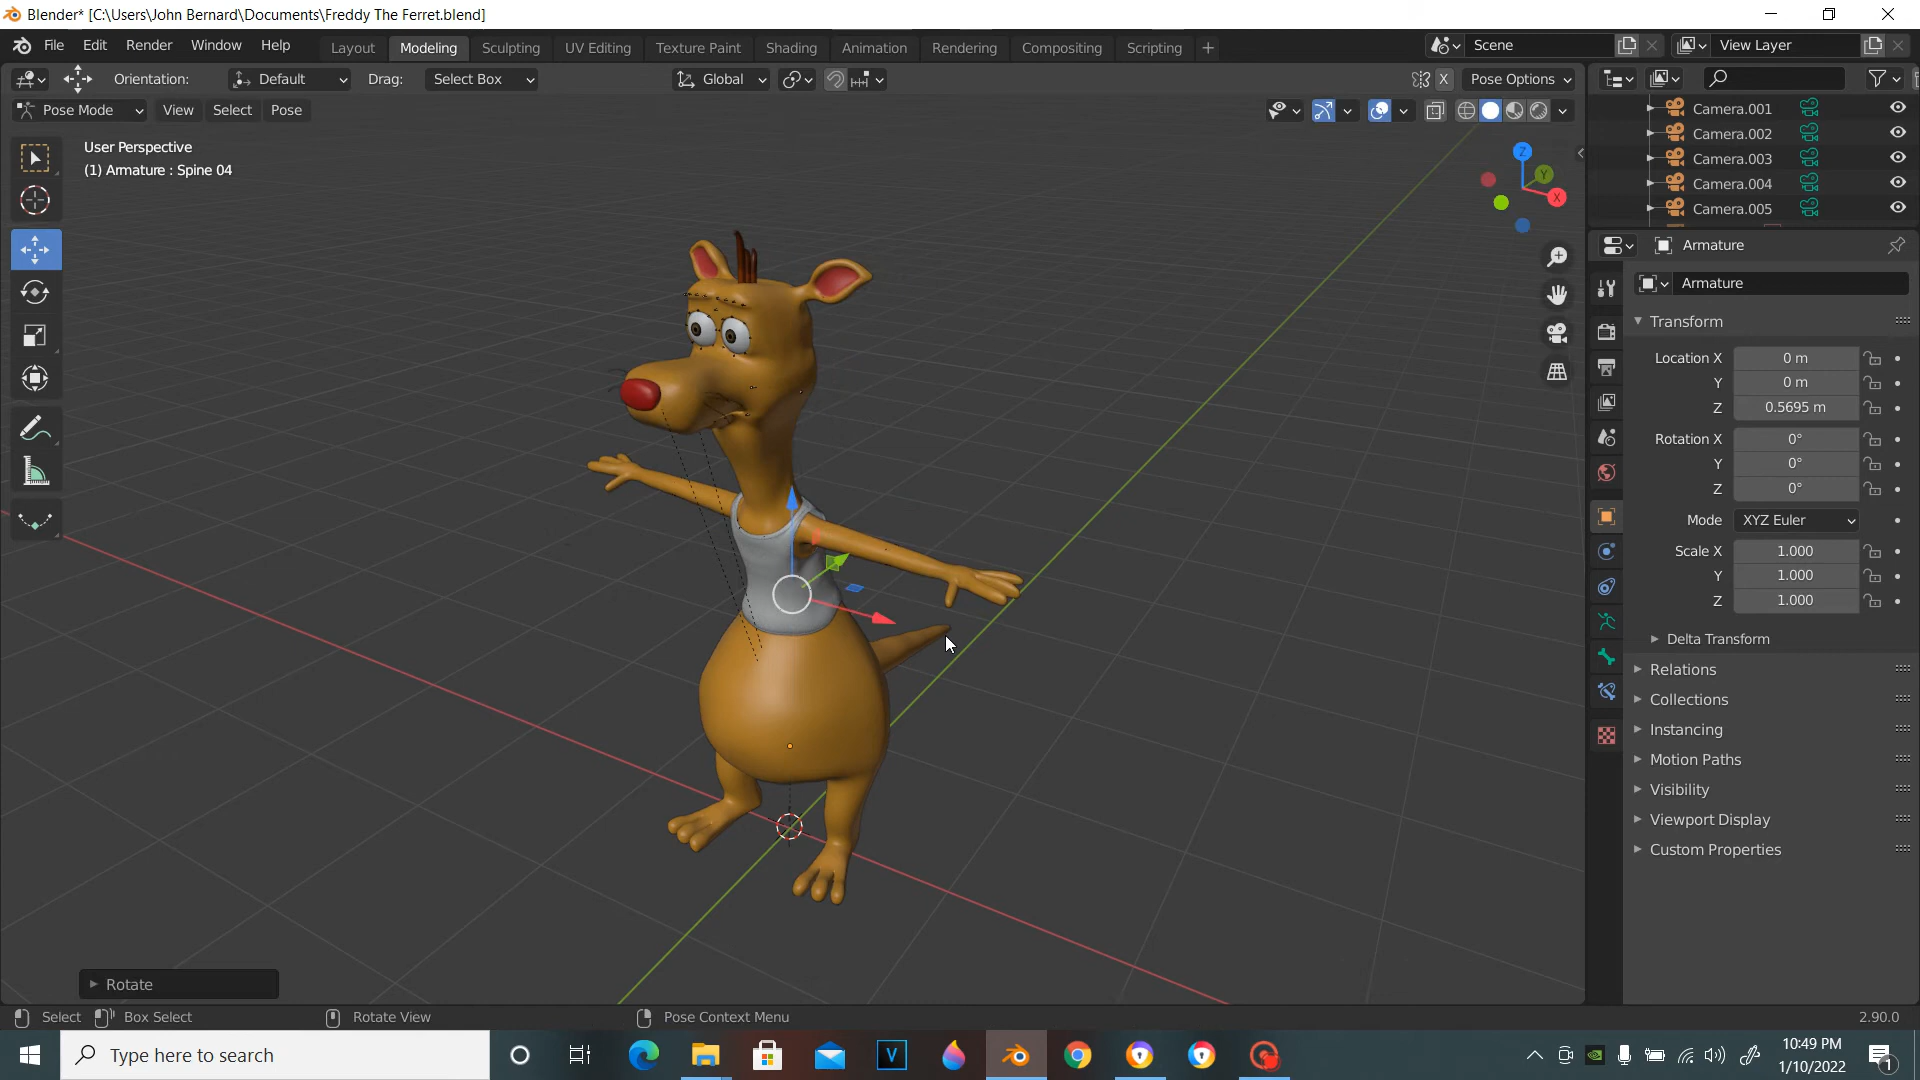 Blender* [C:\Users\John Bernard\Documents\Freddy The Ferret.blend]
File Edit Render Window Help
Layout Modeling Sculpting UV Editing Texture Paint Shading Animation Rendering Compositing Scripting +
Scene
View Layer
Orientation: Default Drag: Select Box
Global
X Pose Options
Pose Mode View Select Pose
User Perspective
(1) Armature : Spine 04
Z
Y
X
Camera.001
Camera.002
Camera.003
Camera.004
Camera.005
Armature
Armature
Transform
Location X 0 m
Y 0 m
Z 0.5695 m
Rotation X 0°
Y 0°
Z 0°
Mode XYZ Euler
Scale X 1.000
Y 1.000
Z 1.000
Delta Transform
Relations
Collections
Instancing
Motion Paths
Visibility
Viewport Display
Custom Properties
Rotate
Select Box Select Rotate View Pose Context Menu 2.90.0
Type here to search
V
10:49 PM
1/10/2022
1